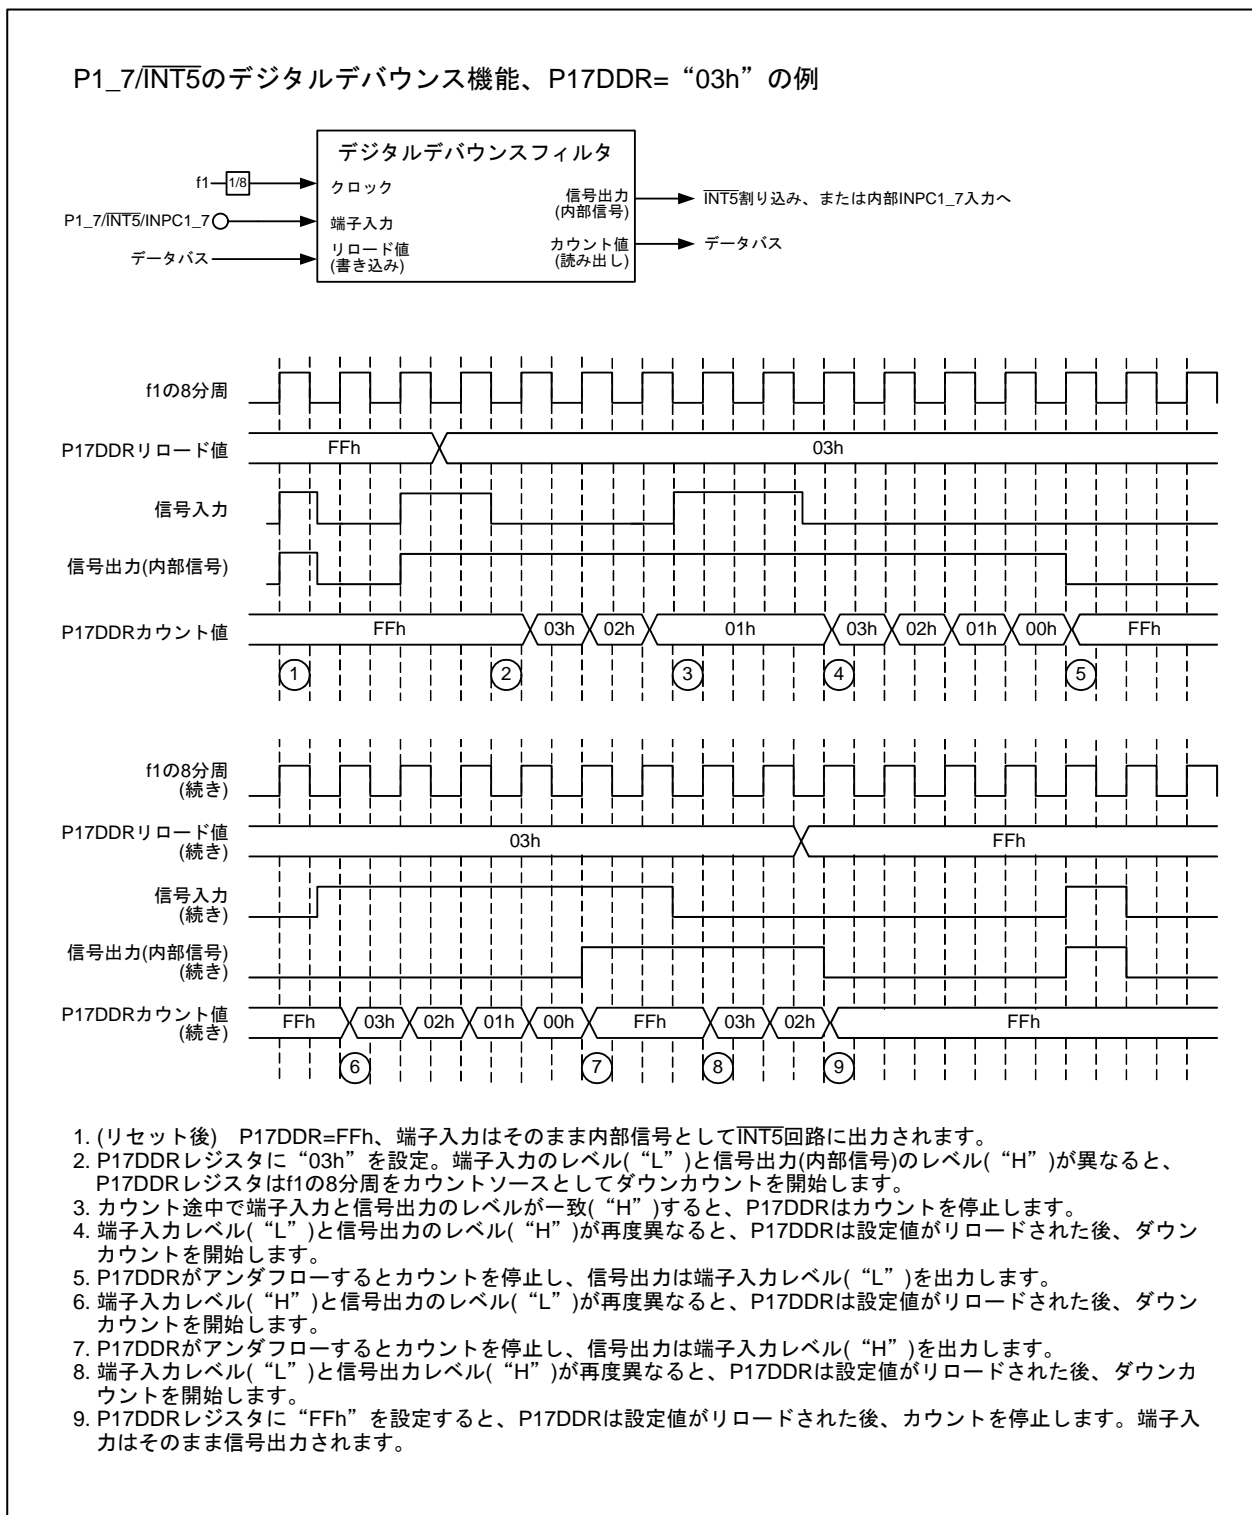 P1_7/INT5のデジタルデバウンス機能、P17DDR=“03h”の例
デジタルデバウンスフィルタ
f1
1/8
クロック
信号出力
(内部信号)
INT5割り込み、または内部INPC1_7入力へ
P1_7/INT5/INPC1_7
端子入力
データバス
リロード値
(書き込み)
カウント値
(読み出し)
データバス
f1の8分周
P17DDRリロード値
FFh
03h
信号入力
信号出力(内部信号)
P17DDRカウント値
FFh
03h
02h
01h
03h
02h
01h
00h
FFh
1
2
3
4
5
f1の8分周
(続き)
P17DDRリロード値
(続き)
03h
FFh
信号入力
(続き)
信号出力(内部信号)
(続き)
P17DDRカウント値
(続き)
FFh
03h
02h
01h
00h
FFh
03h
02h
FFh
6
7
8
9
1. (リセット後) P17DDR=FFh、端子入力はそのまま内部信号としてINT5回路に出力されます。
2. P17DDRレジスタに“03h”を設定。端子入力のレベル(“L”)と信号出力(内部信号)のレベル(“H”)が異なると、
P17DDRレジスタはf1の8分周をカウントソースとしてダウンカウントを開始します。
3. カウント途中で端子入力と信号出力のレベルが一致(“H”)すると、P17DDRはカウントを停止します。
4. 端子入力レベル(“L”)と信号出力のレベル(“H”)が再度異なると、P17DDRは設定値がリロードされた後、ダウン
カウントを開始します。
5. P17DDRがアンダフローするとカウントを停止し、信号出力は端子入力レベル(“L”)を出力します。
6. 端子入力レベル(“H”)と信号出力のレベル(“L”)が再度異なると、P17DDRは設定値がリロードされた後、ダウン
カウントを開始します。
7. P17DDRがアンダフローするとカウントを停止し、信号出力は端子入力レベル(“H”)を出力します。
8. 端子入力レベル(“L”)と信号出力レベル(“H”)が再度異なると、P17DDRは設定値がリロードされた後、ダウンカ
ウントを開始します。
9. P17DDRレジスタに“FFh”を設定すると、P17DDRは設定値がリロードされた後、カウントを停止します。端子入
力はそのまま信号出力されます。